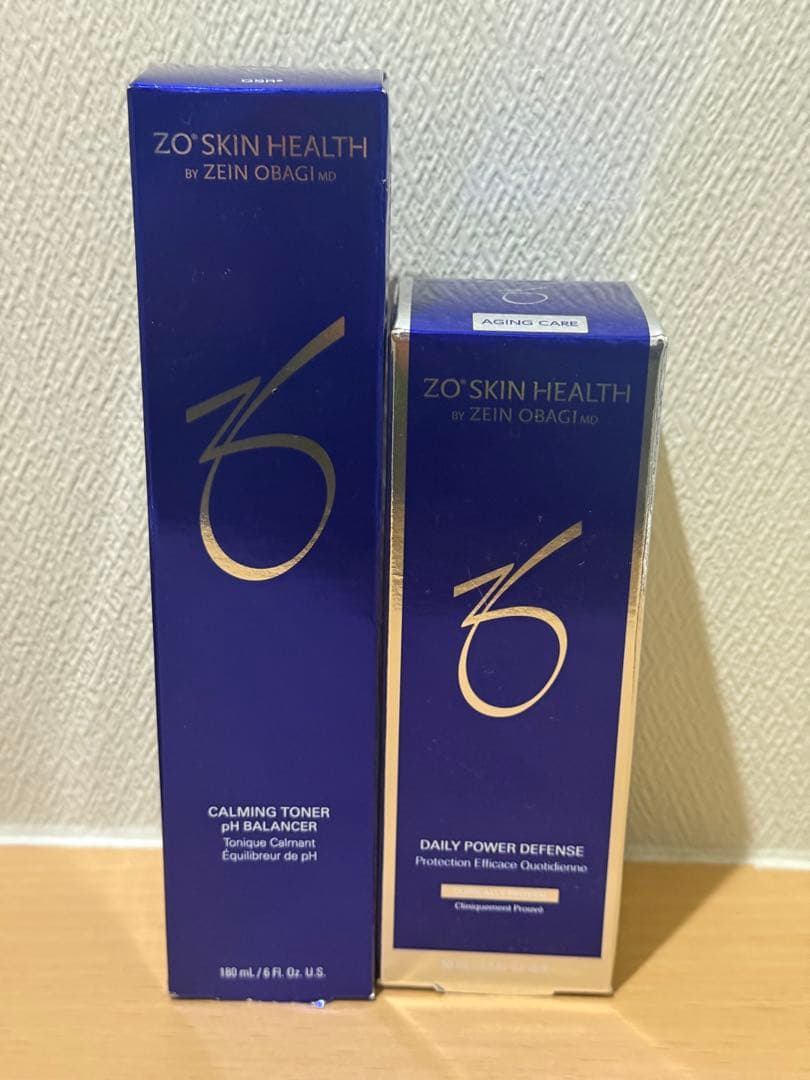 GSR®
ZO® SKIN HEALTH
BY ZEIN OBAGI MD
CALMING TONER
pH BALANCER
Tonique Calmant
Équilibreur de pH
180 mL / 6 Fl. Oz. U.S.
AGING CARE
ZO® SKIN HEALTH
BY ZEIN OBAGI MD
DAILY POWER DEFENSE
Protection Efficace Quotidienne
Cliniquement Prouvé